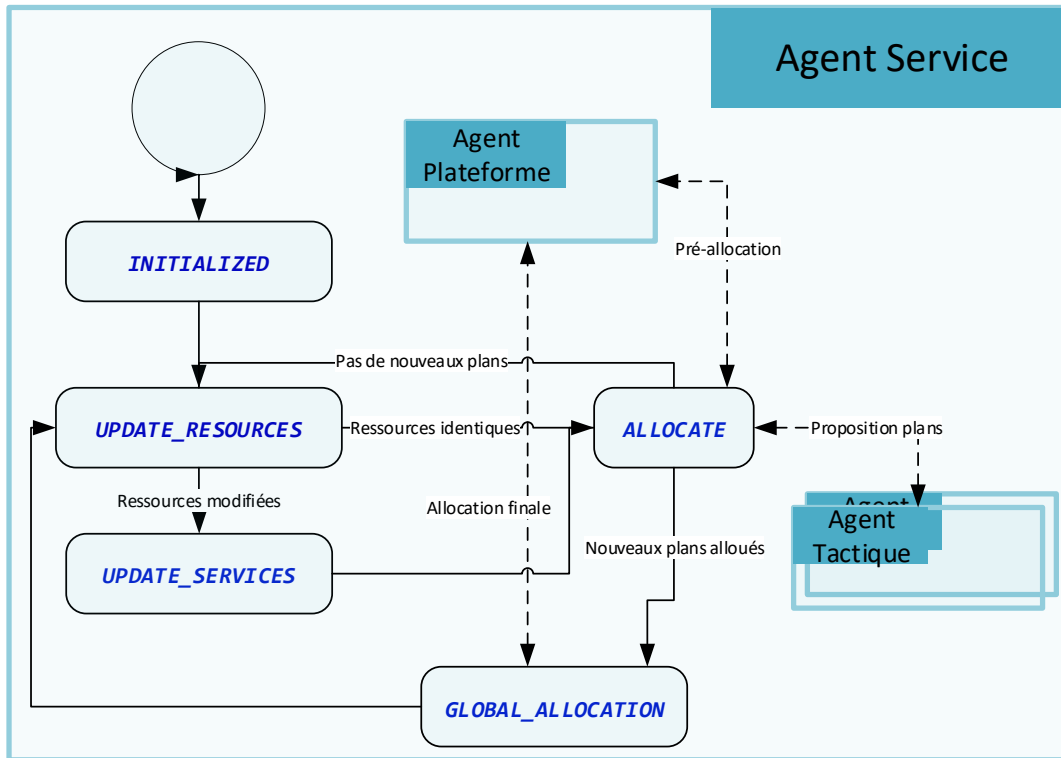 Agent Service
Agent
Plateforme
Pré-allocation
INITIALIZED
Pas de nouveaux plans
UPDATE_RESOURCES
Ressources identiques
ALLOCATE
Proposition plans
Ressources modifiées
Allocation finale
Agent
Agent
Tactique
Nouveaux plans alloués
UPDATE_SERVICES
GLOBAL_ALLOCATION